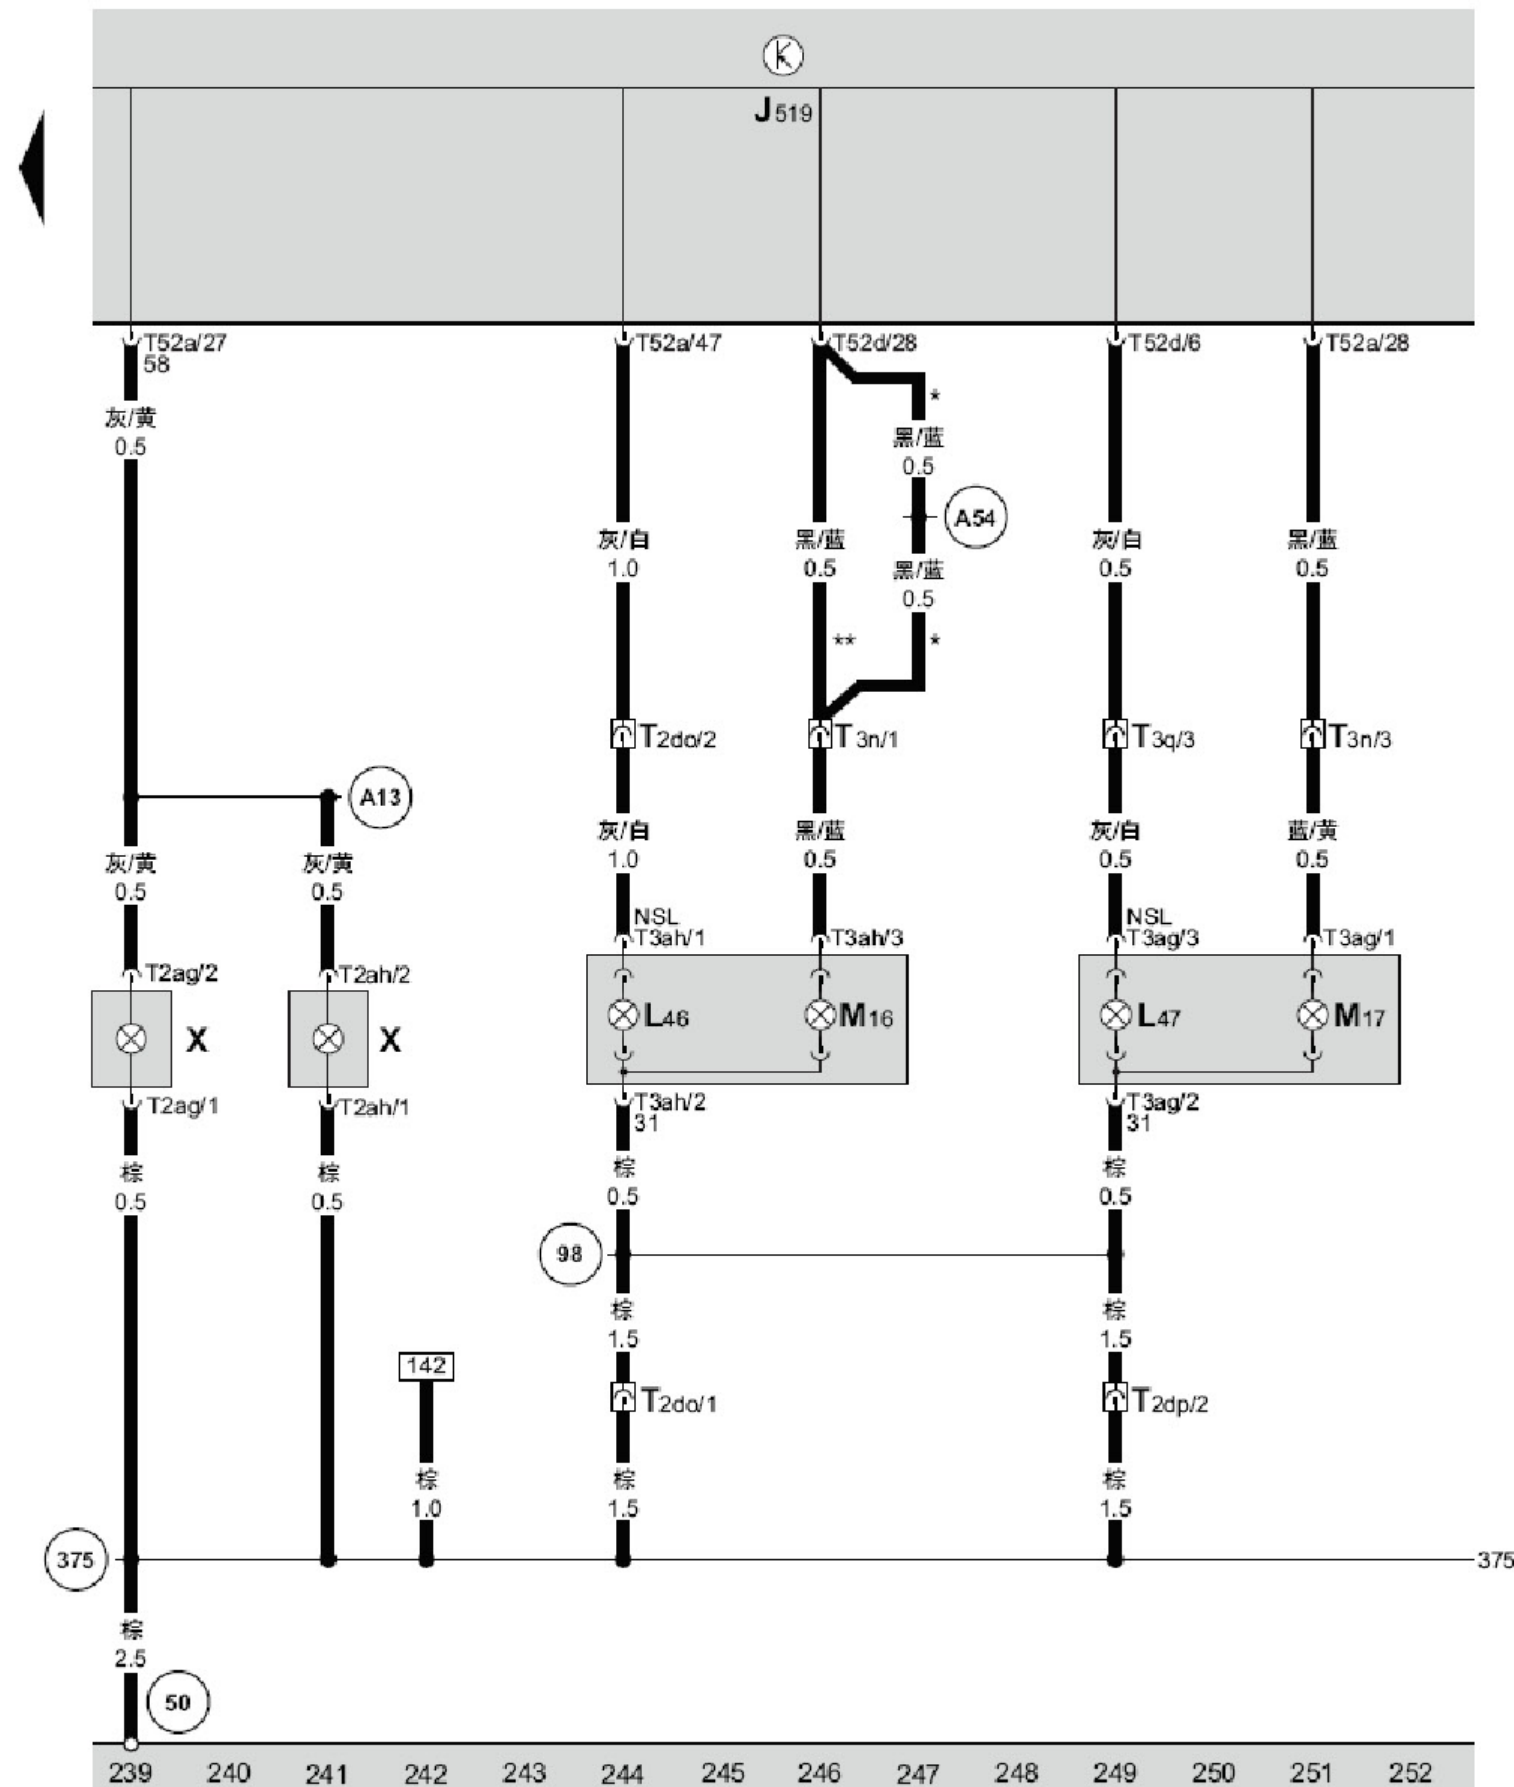 J519
T52a/27 T52a/47 T52d/28 T52d/6 T52a/28
58
*
灰/黄 黑/蓝
0.5 0.5
A54
灰/白 黑/蓝 灰/白 黑/蓝
1.0 0.5 0.5 0.5
黑/蓝
0.5
** *
T2do/2 T3n/1 T3q/3 T3n/3
A13
灰/白 黑/蓝 灰/白 蓝/黄
1.0 0.5 0.5 0.5
灰/黄 灰/黄
0.5 0.5
NSL NSL
T3ah/1 T3ah/3 T3ag/3 T3ag/1
T2ag/2 T2ah/2
L46 M16 L47 M17
X X
T2ag/1 T2ah/1 T3ah/2 T3ag/2
31 31
棕 棕 棕 棕
0.5 0.5 0.5 0.5
98
棕 棕
1.5 1.5
142
T2do/1 T2dp/2
棕 棕 棕
1.0 1.5 1.5
375 375
棕
2.5
50
239 240 241 242 243 244 245 246 247 248 249 250 251 252